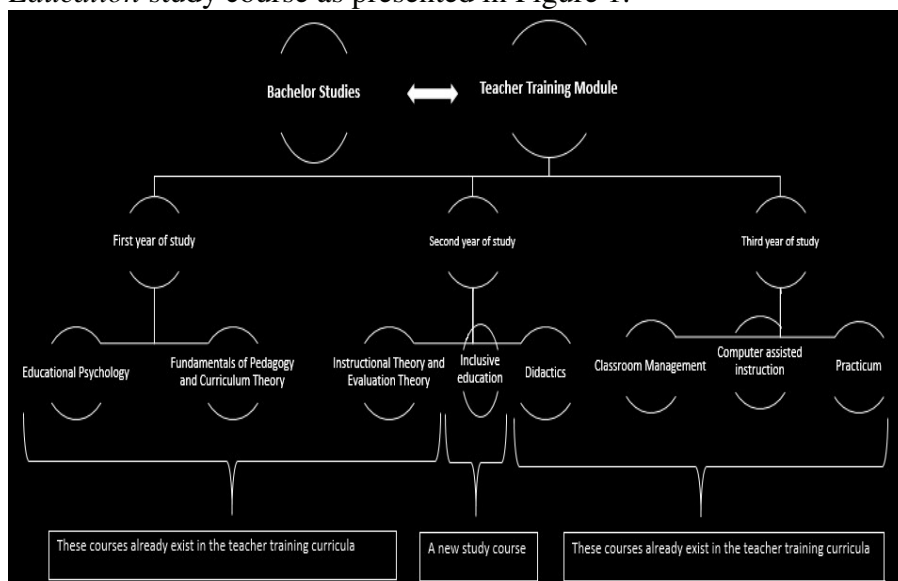 Education study course as presented in Figure 1.
Bachelor Studies
Teacher Training Module
First year of study
Second year of study
Third year of study
Educational Psychology
Fundamentals of Pedagogy
and Curriculum Theory
Instructional Theory and
Evaluation Theory
Inclusive
education
Didactics
Classroom Management
Computer assisted
instruction
Practicum
These courses already exist in the teacher training curricula
A new study course
These courses already exist in the teacher training curricula